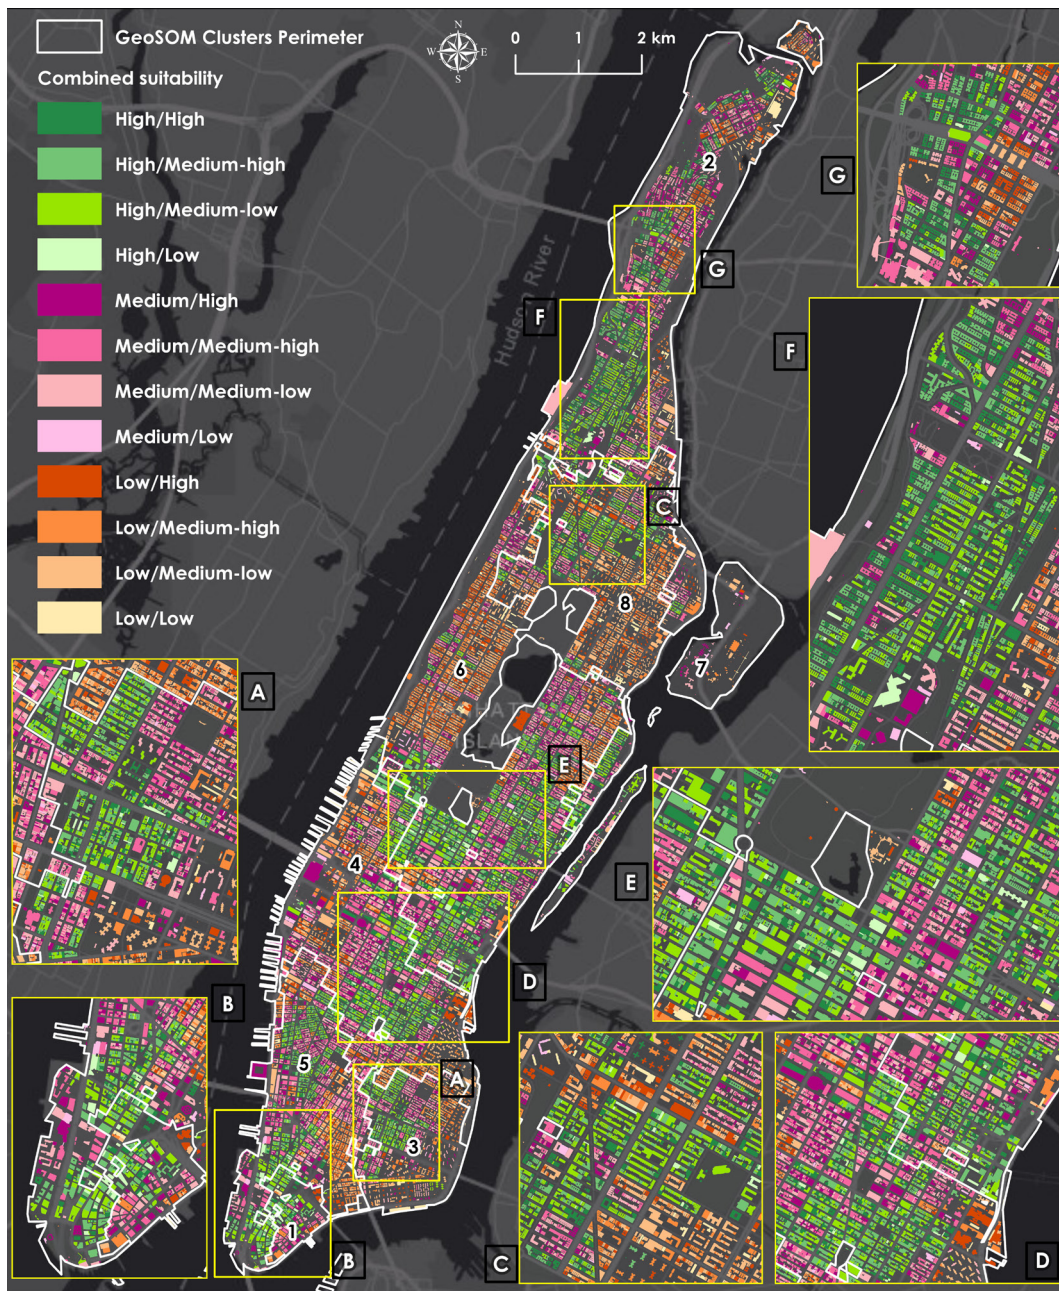 GeoSOM Clusters Perimeter
Combined suitability
High/High
High/Medium-high
High/Medium-low
High/Low
Medium/High
Medium/Medium-high
Medium/Medium-low
Medium/Low
Low/High
Low/Medium-high
Low/Medium-low
Low/Low
N
W E
S
0 1 2 km
Hudson River
2
G
G
F
F
C
8
7
6
A
E
E
4
D
B
A
5
3
1
B
C
D